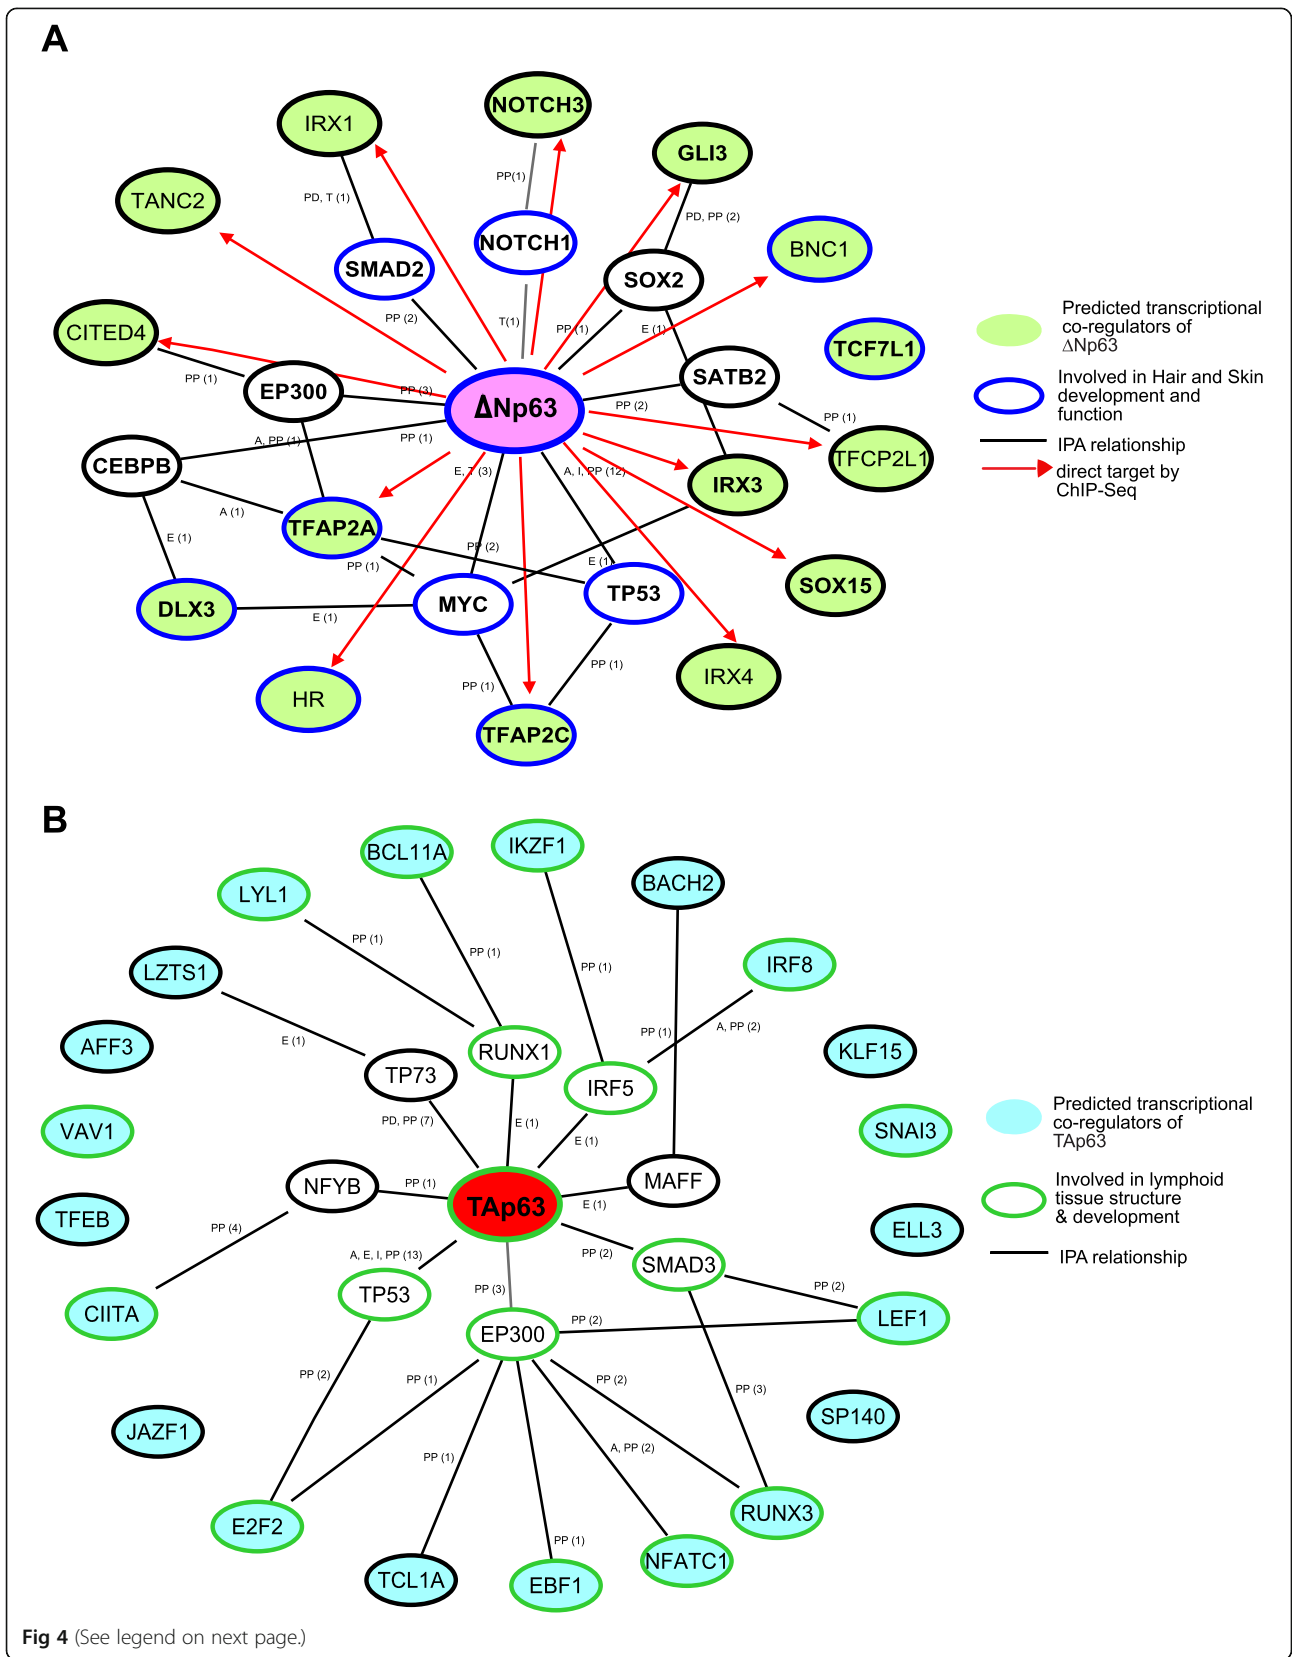 A
NOTCH3
IRX1
GLI3
PP(1)
TANC2
PD, T (1)
PD, PP (2)
NOTCH1
BNC1
SMAD2
SOX2
PP (2)
T(1)
PP (1)
E (1)
CITED4
TCF7L1
PP (1)
EP300
PP (3)
SATB2
ΔNp63
PP (2)
PP (1)
A, PP (1)
PP (1)
CEBPB
TFCP2L1
E, T (3)
A, I, PP (12)
IRX3
A (1)
TFAP2A
E (1)
PP (2)
PP (1)
E (1)
SOX15
DLX3
MYC
TP53
E (1)
PP (1)
IRX4
PP (1)
HR
TFAP2C
Predicted transcriptional
co-regulators of
ΔNp63
Involved in Hair and Skin
development and
function
IPA relationship
direct target by
ChIP-Seq
B
IKZF1
BCL11A
BACH2
LYL1
PP (1)
PP (1)
IRF8
LZTS1
PP (1)
PP (1)
A, PP (2)
E (1)
AFF3
RUNX1
KLF15
TP73
IRF5
PD, PP (7)
E (1)
VAV1
SNAI3
E (1)
PP (1)
NFYB
MAFF
TAp63
E (1)
TFEB
PP (4)
ELL3
A, E, I, PP (13)
PP (2)
SMAD3
TP53
PP (3)
PP (2)
CIITA
PP (2)
LEF1
EP300
PP (2)
PP (1)
PP (2)
PP (3)
SP140
JAZF1
A, PP (2)
PP (1)
RUNX3
E2F2
PP (1)
NFATC1
TCL1A
EBF1
Predicted transcriptional
co-regulators of
TAp63
Involved in lymphoid
tissue structure
& development
IPA relationship
Fig 4 (See legend on next page.)